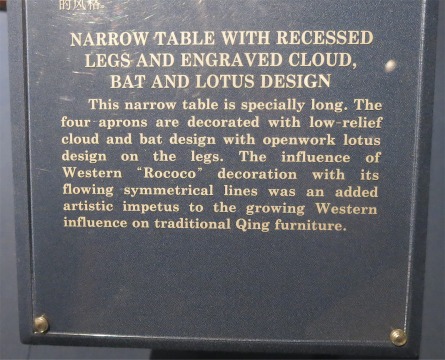 的风格
NARROW TABLE WITH RECESSED
LEGS AND ENGRAVED CLOUD,
BAT AND LOTUS DESIGN
This narrow table is specially long. The
four aprons are decorated with low-relief
cloud and bat design with openwork lotus
design on the legs. The influence of
Western "Rococo" decoration with its
flowing symmetrical lines was an added
artistic impetus to the growing Western
influence on traditional Qing furniture.